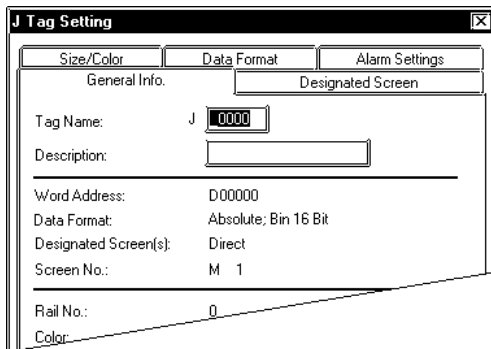 J Tag Setting
Size/Color Data Format Alarm Settings
General Info. Designated Screen
Tag Name: J _0000
Description:
Word Address: D00000
Data Format: Absolute; Bin 16 Bit
Designated Screen(s): Direct
Screen No.: M 1
Rail No.: 0
Color: